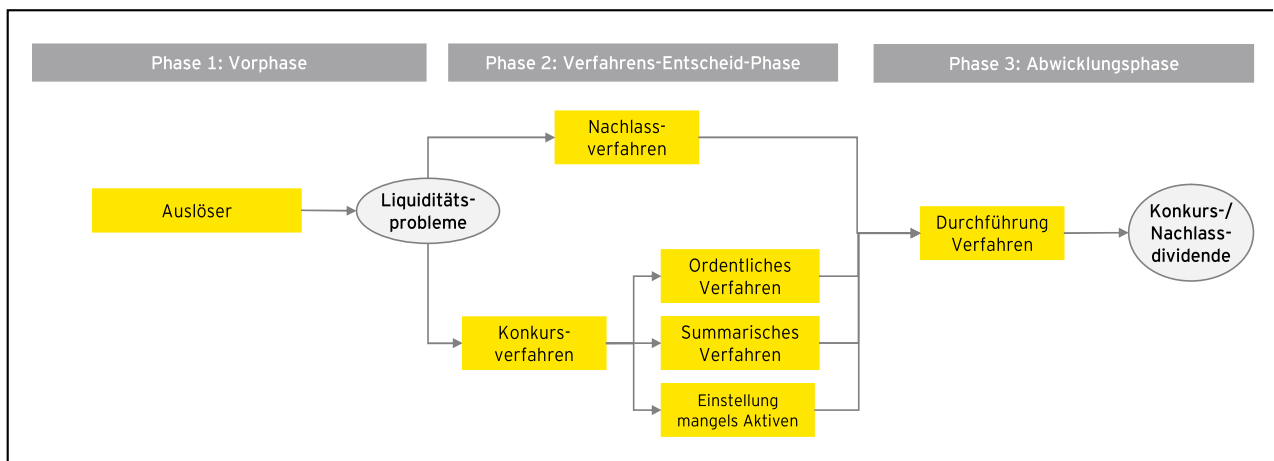 Phase 1: Vorphase
Phase 2: Verfahrens-Entscheid-Phase
Phase 3: Abwicklungsphase
Nachlass-
verfahren
Auslöser
Liquiditäts-
probleme
Durchführung
Verfahren
Konkurs-/
Nachlass-
dividende
Ordentliches
Verfahren
Konkurs-
verfahren
Summarisches
Verfahren
Einstellung
mangels Aktiven